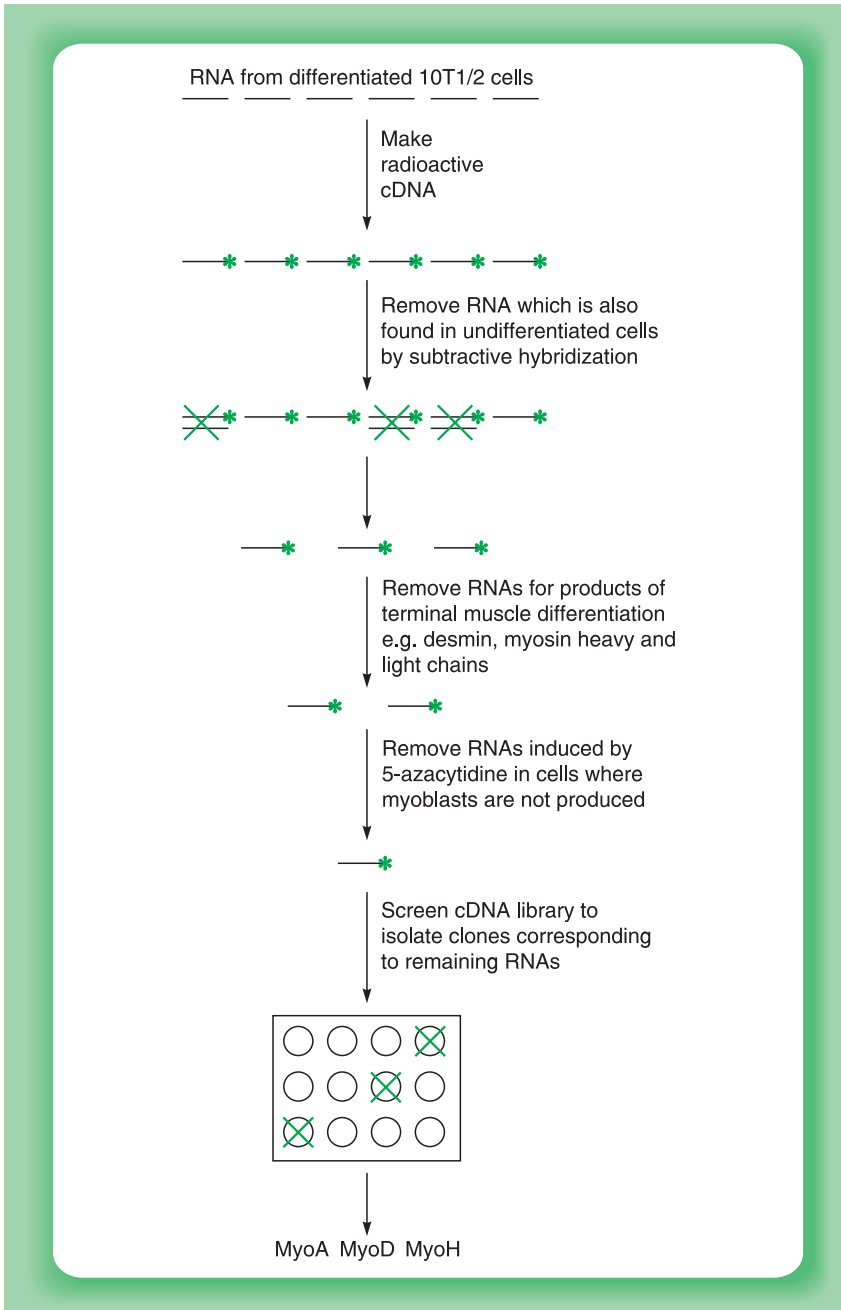 RNA from differentiated 10T1/2 cells
Make
radioactive
cDNA
Remove RNA which is also
found in undifferentiated cells
by subtractive hybridization
Remove RNAs for products of
terminal muscle differentiation
e.g. desmin, myosin heavy and
light chains
Remove RNAs induced by
5-azacytidine in cells where
myoblasts are not produced
Screen cDNA library to
isolate clones corresponding
to remaining RNAs
MyoA MyoD MyoH